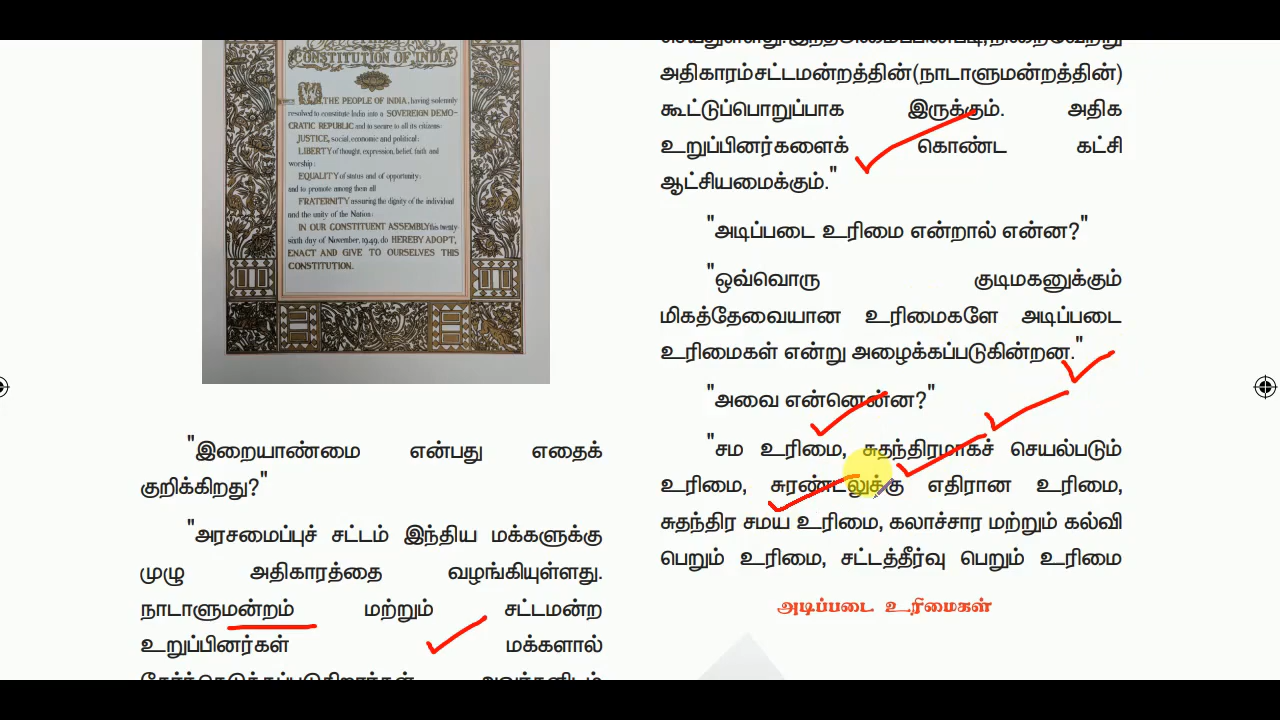 CONSTITUTION OF INDIA
WE, THE PEOPLE OF INDIA, having solemnly
resolved to constitute India into a SOVEREIGN DEMO-
CRATIC REPUBLIC and to secure to all its citizens:
JUSTICE, social, economic and political;
LIBERTY of thought, expression, belief, faith and
worship;
EQUALITY of status and of opportunity;
and to promote among them all
FRATERNITY assuring the dignity of the individual
and the unity of the Nation;
IN OUR CONSTITUENT ASSEMBLY this twenty-
sixth day of November, 1949, do HEREBY ADOPT,
ENACT AND GIVE TO OURSELVES THIS
CONSTITUTION.
"இறையாண்மை என்பது எதைக்
குறிக்கிறது?"
"அரசமைப்புச் சட்டம் இந்திய மக்களுக்கு
முழு அதிகாரத்தை வழங்கியுள்ளது.
நாடாளுமன்றம் மற்றும் சட்டமன்ற
உறுப்பினர்கள் மக்களால்
தேர்ந்தெடுக்கப்படுகிறார்கள். அவர்களிடம்
அதிகாரம்சட்டமன்றத்தின்(நாடாளுமன்றத்தின்)
கூட்டுப்பொறுப்பாக இருக்கும். அதிக
உறுப்பினர்களைக் கொண்ட கட்சி
ஆட்சியமைக்கும்."
"அடிப்படை உரிமை என்றால் என்ன?"
"ஒவ்வொரு குடிமகனுக்கும்
மிகத்தேவையான உரிமைகளே அடிப்படை
உரிமைகள் என்று அழைக்கப்படுகின்றன."
"அவை என்னென்ன?"
"சம உரிமை, சுதந்திரமாகச் செயல்படும்
உரிமை, சுரண்டலுக்கு எதிரான உரிமை,
சுதந்திர சமய உரிமை, கலாச்சார மற்றும் கல்வி
பெறும் உரிமை, சட்டத்தீர்வு பெறும் உரிமை
அடிப்படை உரிமைகள்